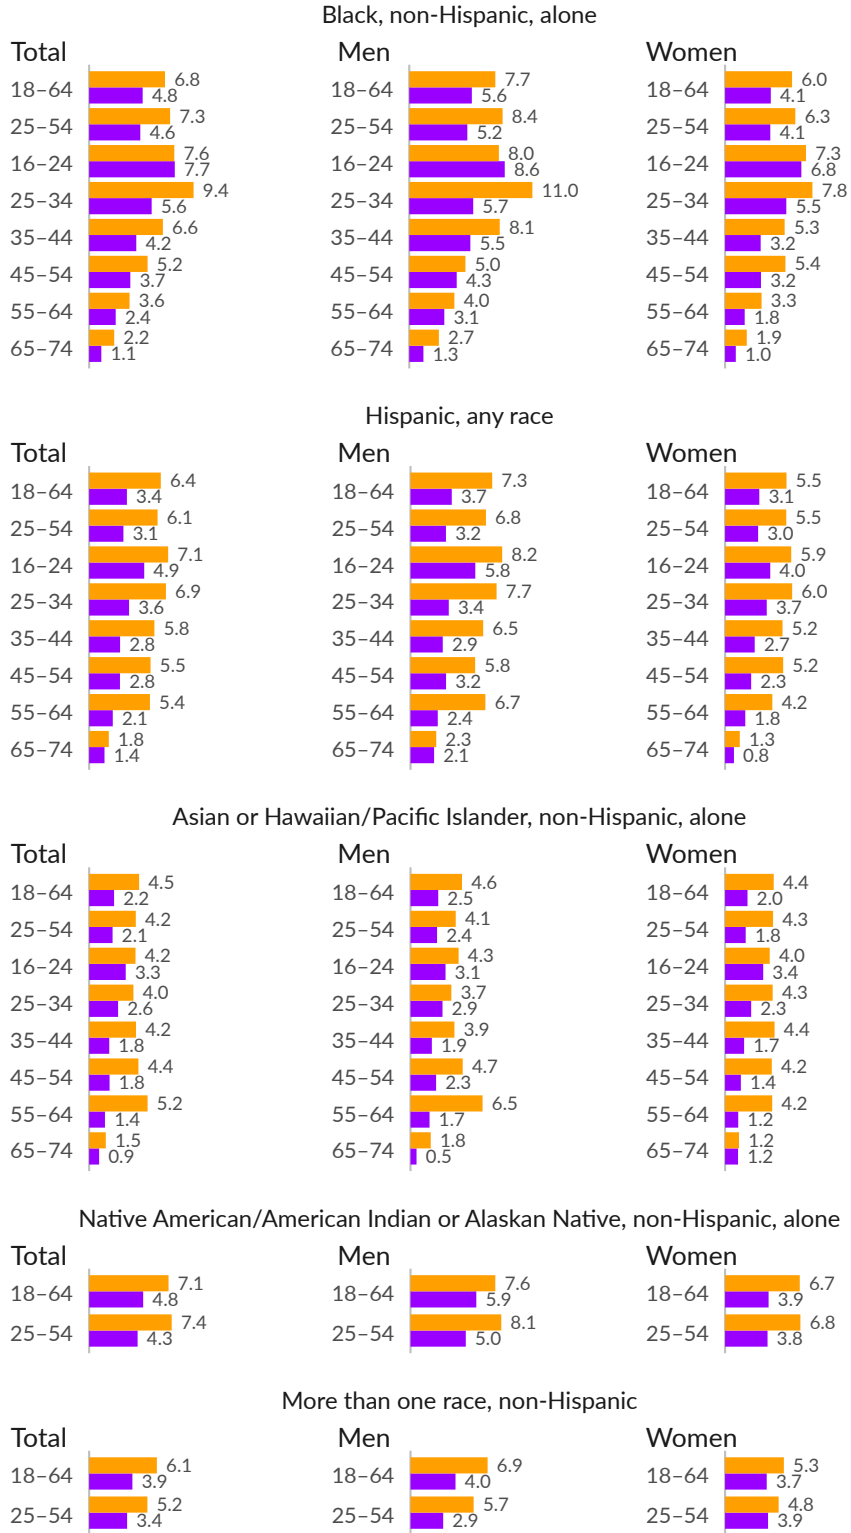 Black, non-Hispanic, alone
Total Men Women
18–64 6.8 4.8 18–64 7.7 5.6 18–64 6.0 4.1
25–54 7.3 4.6 25–54 8.4 5.2 25–54 6.3 4.1
16–24 7.6 7.7 16–24 8.0 8.6 16–24 7.3 6.8
25–34 9.4 5.6 25–34 11.0 5.7 25–34 7.8 5.5
35–44 6.6 4.2 35–44 8.1 5.5 35–44 5.3 3.2
45–54 5.2 3.7 45–54 5.0 4.3 45–54 5.4 3.2
55–64 3.6 2.4 55–64 4.0 3.1 55–64 3.3 1.8
65–74 2.2 1.1 65–74 2.7 1.3 65–74 1.9 1.0
Hispanic, any race
Total Men Women
18–64 6.4 3.4 18–64 7.3 3.7 18–64 5.5 3.1
25–54 6.1 3.1 25–54 6.8 3.2 25–54 5.5 3.0
16–24 7.1 4.9 16–24 8.2 5.8 16–24 5.9 4.0
25–34 6.9 3.6 25–34 7.7 3.4 25–34 6.0 3.7
35–44 5.8 2.8 35–44 6.5 2.9 35–44 5.2 2.7
45–54 5.5 2.8 45–54 5.8 3.2 45–54 5.2 2.3
55–64 5.4 2.1 55–64 6.7 2.4 55–64 4.2 1.8
65–74 1.8 1.4 65–74 2.3 2.1 65–74 1.3 0.8
Asian or Hawaiian/Pacific Islander, non-Hispanic, alone
Total Men Women
18–64 4.5 2.2 18–64 4.6 2.5 18–64 4.4 2.0
25–54 4.2 2.1 25–54 4.1 2.4 25–54 4.3 1.8
16–24 4.2 3.3 16–24 4.3 3.1 16–24 4.0 3.4
25–34 4.0 2.6 25–34 3.7 2.9 25–34 4.3 2.3
35–44 4.2 1.8 35–44 3.9 1.9 35–44 4.4 1.7
45–54 4.4 1.8 45–54 4.7 2.3 45–54 4.2 1.4
55–64 5.2 1.4 55–64 6.5 1.7 55–64 4.2 1.2
65–74 1.5 0.9 65–74 1.8 0.5 65–74 1.2 1.2
Native American/American Indian or Alaskan Native, non-Hispanic, alone
Total Men Women
18–64 7.1 4.8 18–64 7.6 5.9 18–64 6.7 3.9
25–54 7.4 4.3 25–54 8.1 5.0 25–54 6.8 3.8
More than one race, non-Hispanic
Total Men Women
18–64 6.1 3.9 18–64 6.9 4.0 18–64 5.3 3.7
25–54 5.2 3.4 25–54 5.7 2.9 25–54 4.8 3.9